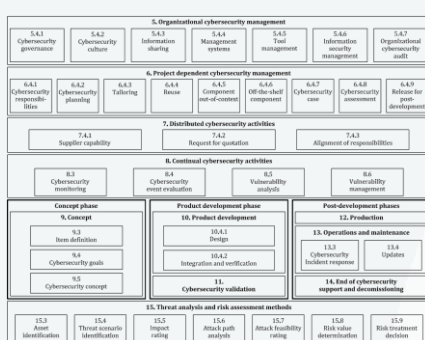 5. Organizational cybersecurity management
5.4.1 Cybersecurity governance
5.4.2 Cybersecurity culture
5.4.3 Information sharing
5.4.4 Management systems
5.4.5 Tool management
5.4.6 Information security management
5.4.7 Organizational cybersecurity audit
6. Project dependent cybersecurity management
6.4.1 Cybersecurity responsibi-lities
6.4.2 Cybersecurity planning
6.4.3 Tailoring
6.4.4 Reuse
6.4.5 Component out-of-context
6.4.6 Off-the-shelf component
6.4.7 Cybersecurity case
6.4.8 Cybersecurity assessment
6.4.9 Release for post-development
7. Distributed cybersecurity activities
7.4.1 Supplier capability
7.4.2 Request for quotation
7.4.3 Alignment of responsibilities
8. Continual cybersecurity activities
8.3 Cybersecurity monitoring
8.4 Cybersecurity event evaluation
8.5 Vulnerability analysis
8.6 Vulnerability management
Concept phase
9. Concept
9.3 Item definition
9.4 Cybersecurity goals
9.5 Cybersecurity concept
Product development phase
10. Product development
10.4.1 Design
10.4.2 Integration and verification
11. Cybersecurity validation
Post-development phases
12. Production
13. Operations and maintenance
13.3 Cybersecurity Incident response
13.4 Updates
14. End of cybersecurity support and decomissioning
15. Threat analysis and risk assessment methods
15.3 Asset identification
15.4 Threat scenario identification
15.5 Impact rating
15.6 Attack path analysis
15.7 Attack feasibility rating
15.8 Risk value determination
15.9 Risk treatment decision